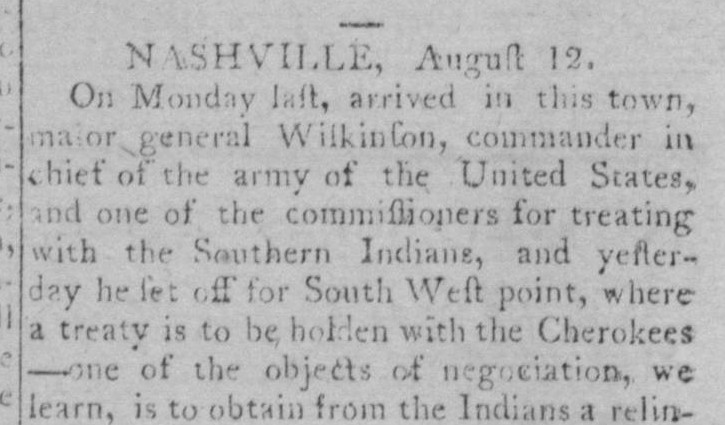 NASHVILLE, Auguſt 12.
On Monday laſt, arrived in this town,
major general Wilkinſon, commander in
chief of the army of the United States,
and one of the commiſſioners for treating
with the Southern Indians, and yeſter-
day he ſet off for South Weſt point, where
a treaty is to be holden with the Cherokees
—one of the objects of negociation, we
learn, is to obtain from the Indians a relin-